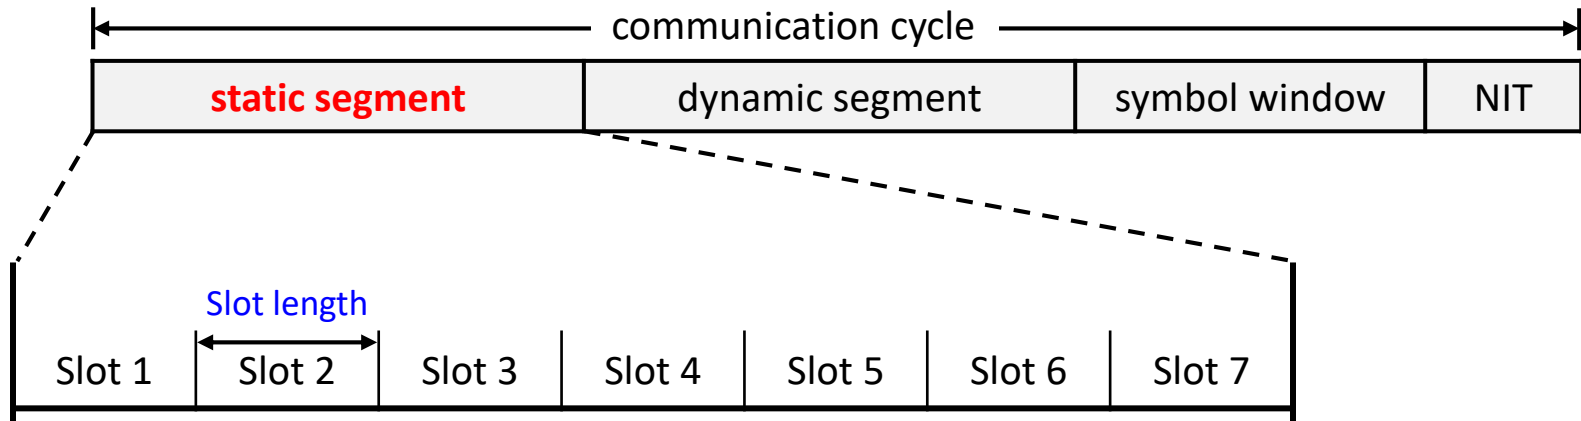 communication cycle
static segment dynamic segment symbol window NIT
Slot length
Slot 1 Slot 2 Slot 3 Slot 4 Slot 5 Slot 6 Slot 7